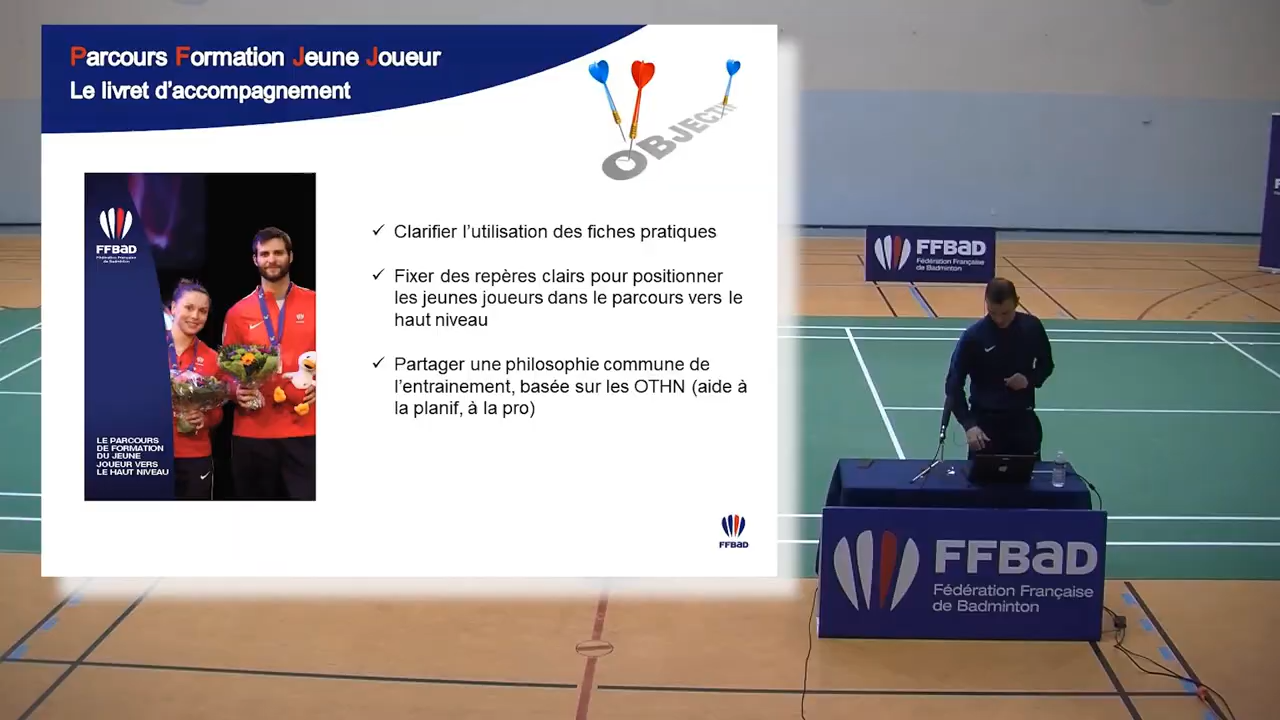 Parcours Formation Jeune Joueur
Le livret d'accompagnement
OBJECTIF
FFBaD
Fédération Française
de Badminton
LE PARCOURS
DE FORMATION
DU JEUNE
JOUEUR VERS
LE HAUT NIVEAU
✓ Clarifier l'utilisation des fiches pratiques
✓ Fixer des repères clairs pour positionner
les jeunes joueurs dans le parcours vers le
haut niveau
✓ Partager une philosophie commune de
l'entrainement, basée sur les OTHN (aide à
la planif, à la pro)
FFBaD
FFBaD
Fédération Française
de Badminton
FFBaD
Fédération Française
de Badminton